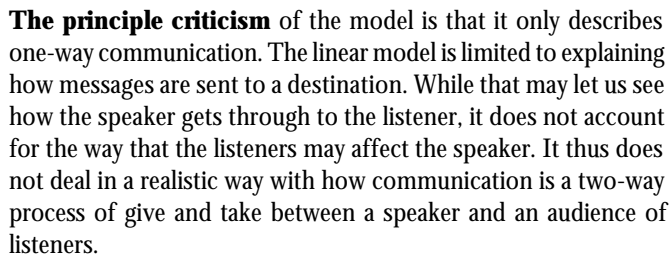 The principle criticism of the model is that it only describes
one-way communication. The linear model is limited to explaining
how messages are sent to a destination. While that may let us see
how the speaker gets through to the listener, it does not account
for the way that the listeners may affect the speaker. It thus does
not deal in a realistic way with how communication is a two-way
process of give and take between a speaker and an audience of
listeners.